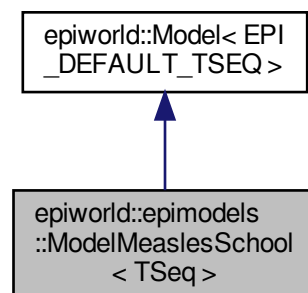 epiworld::Model< EPI
_DEFAULT_TSEQ >
epiworld::epimodels
::ModelMeaslesSchool
< TSeq >